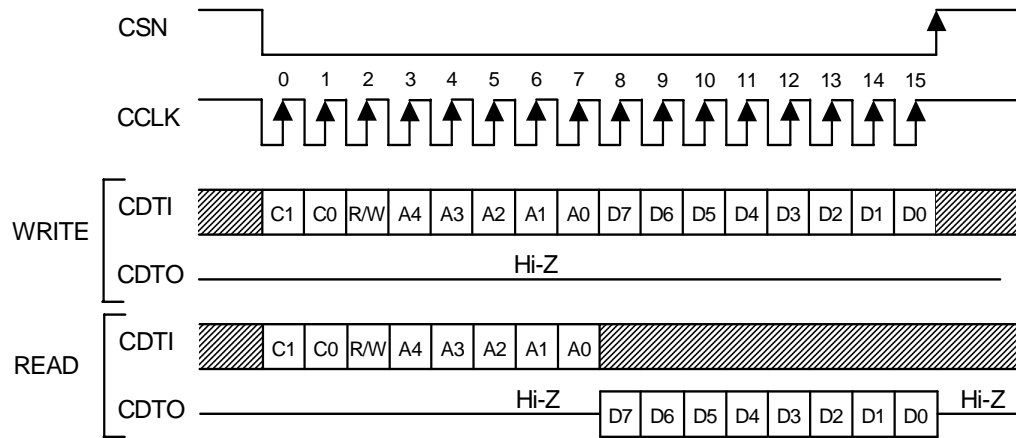 CSN
0 1 2 3 4 5 6 7 8 9 10 11 12 13 14 15
CCLK
WRITE
CDTI C1 C0 R/W A4 A3 A2 A1 A0 D7 D6 D5 D4 D3 D2 D1 D0
CDTO Hi-Z
READ
CDTI C1 C0 R/W A4 A3 A2 A1 A0
CDTO Hi-Z D7 D6 D5 D4 D3 D2 D1 D0 Hi-Z